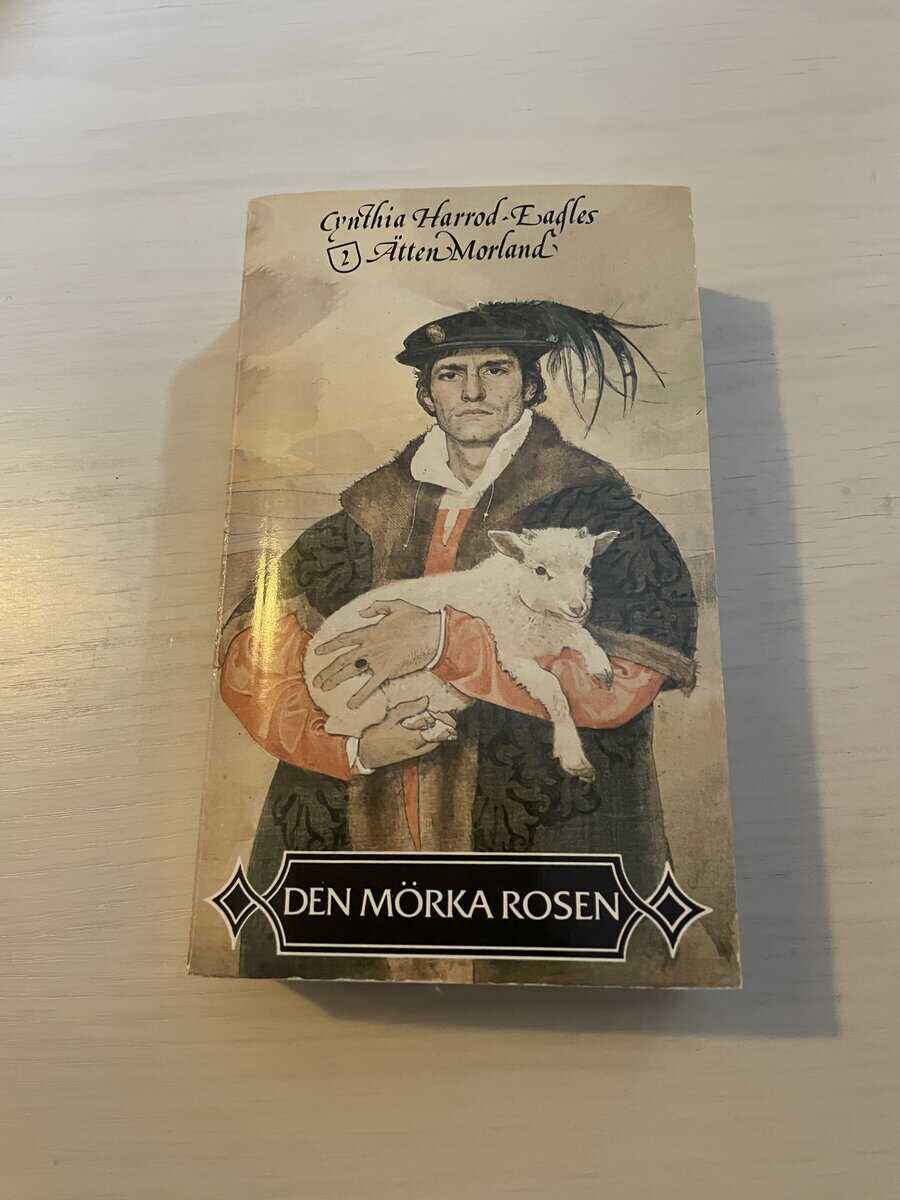 Cynthia Harrod-Eagles
2 Ätten Morland
DEN MÖRKA ROSEN